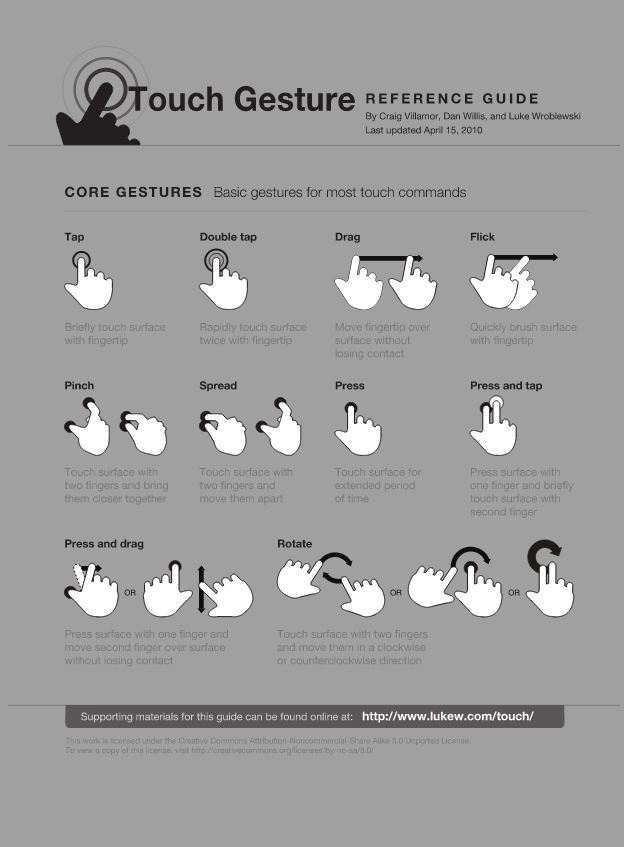 Touch Gesture REFERENCE GUIDE
By Craig Villamor, Dan Willis, and Luke Wroblewski
Last updated April 15, 2010
CORE GESTURES Basic gestures for most touch commands
Tap
Briefly touch surface
with fingertip
Double tap
Rapidly touch surface
twice with fingertip
Drag
Move fingertip over
surface without
losing contact
Flick
Quickly brush surface
with fingertip
Pinch
Touch surface with
two fingers and bring
them closer together
Spread
Touch surface with
two fingers and
move them apart
Press
Touch surface for
extended period
of time
Press and tap
Press surface with
one finger and briefly
touch surface with
second finger
Press and drag
OR
Press surface with one finger and
move second finger over surface
without losing contact
Rotate
OR
OR
Touch surface with two fingers
and move them in a clockwise
or counterclockwise direction
Supporting materials for this guide can be found online at: http://www.lukew.com/touch/
This work is licensed under the Creative Commons Attribution-Noncommercial-Share Alike 3.0 Unported License.
To view a copy of this license, visit http://creativecommons.org/licenses/by-nc-sa/3.0/